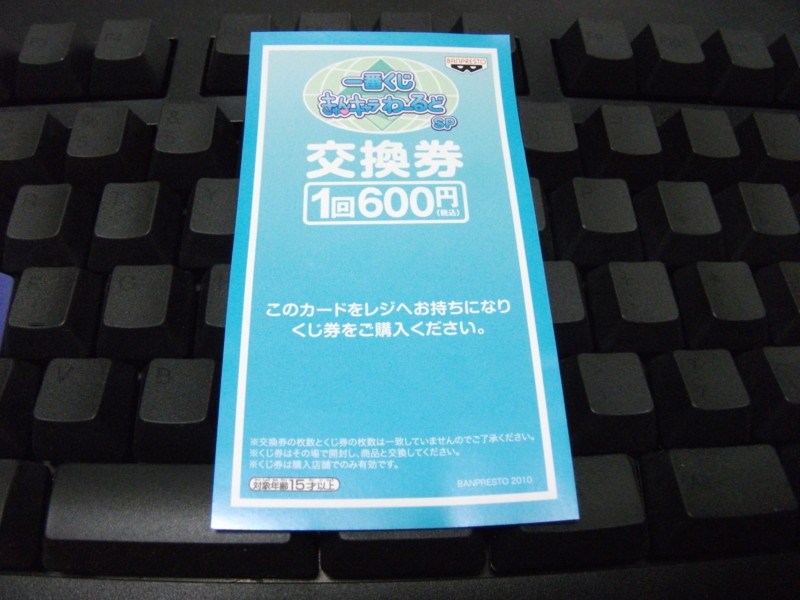 BANPRESTO
一番くじ
きゅんキャラわーるど
SP
交換券
1回600円
(税込)
このカードをレジへお持ちになり
くじ券をご購入ください。
※交換券の枚数とくじ券の枚数は一致していませんのでご了承ください。
※くじ券はその場で開封し、商品と交換してください。
※くじ券は購入店舗でのみ有効です。
対象年齢15才以上
BANPRESTO 2010
V
B